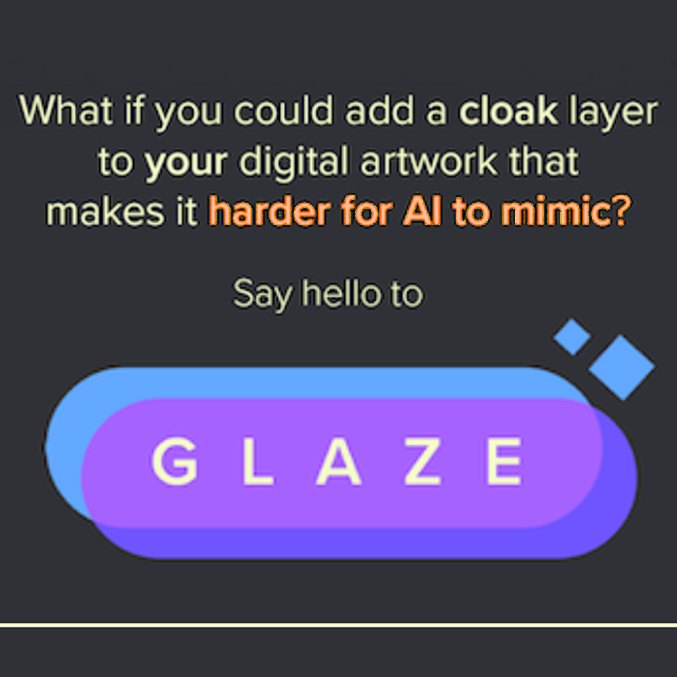 What if you could add a cloak layer
to your digital artwork that
makes it harder for AI to mimic?
Say hello to
GLAZE